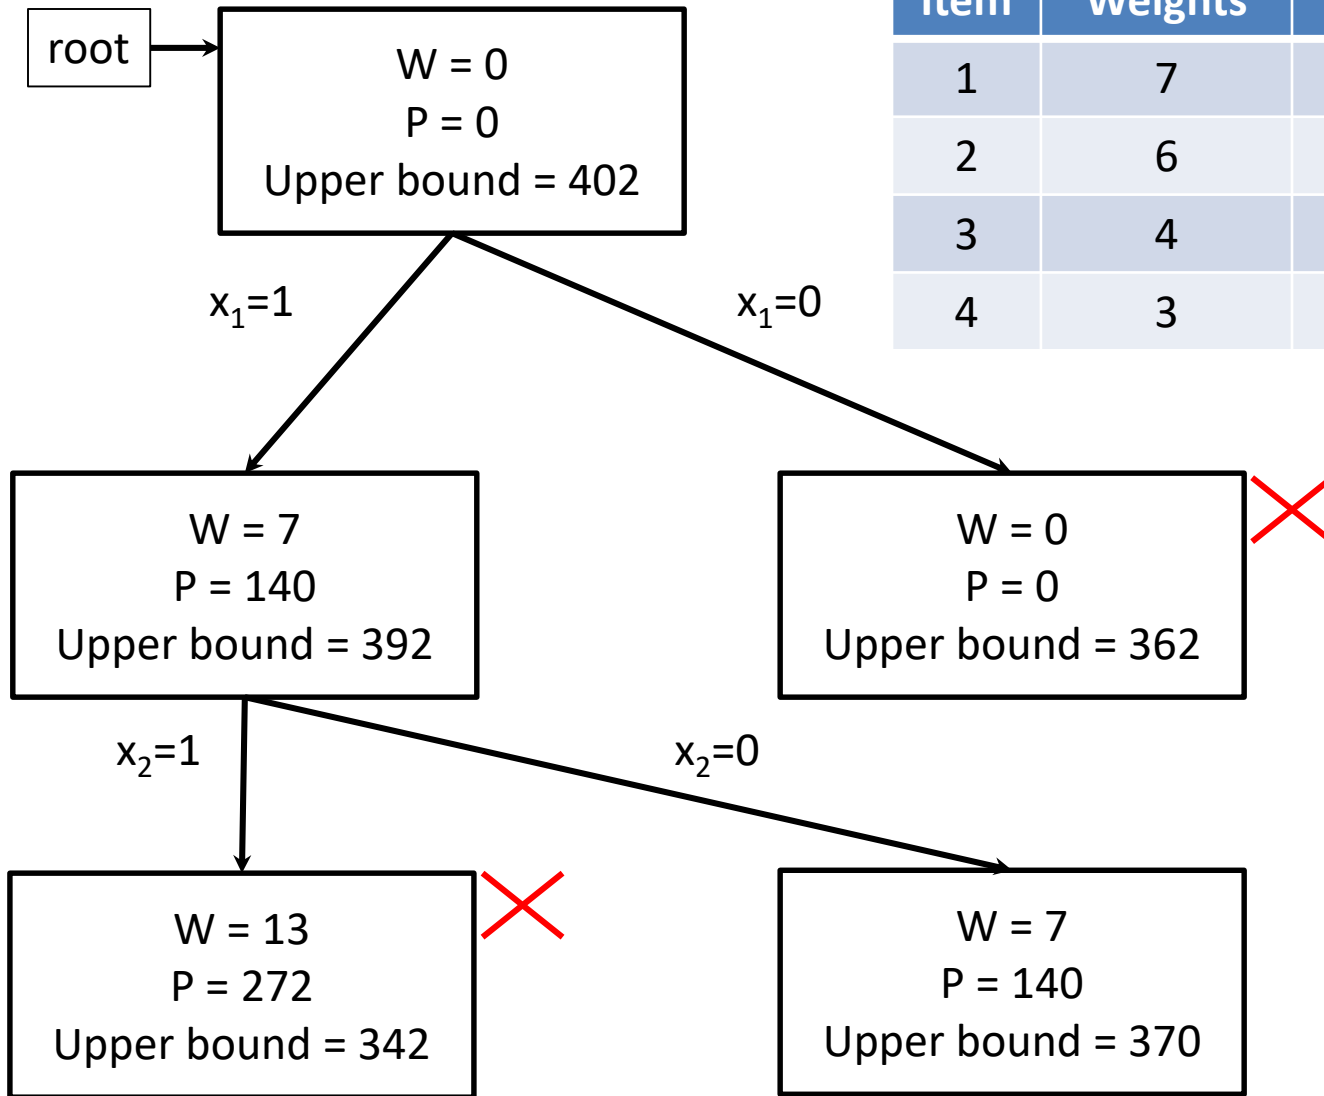 root
W = 0
P = 0
Upper bound = 402
Item Weights
1 7
2 6
3 4
4 3
x₁=1
x₁=0
W = 7
P = 140
Upper bound = 392
W = 0
P = 0
Upper bound = 362
x₂=1
x₂=0
W = 13
P = 272
Upper bound = 342
W = 7
P = 140
Upper bound = 370